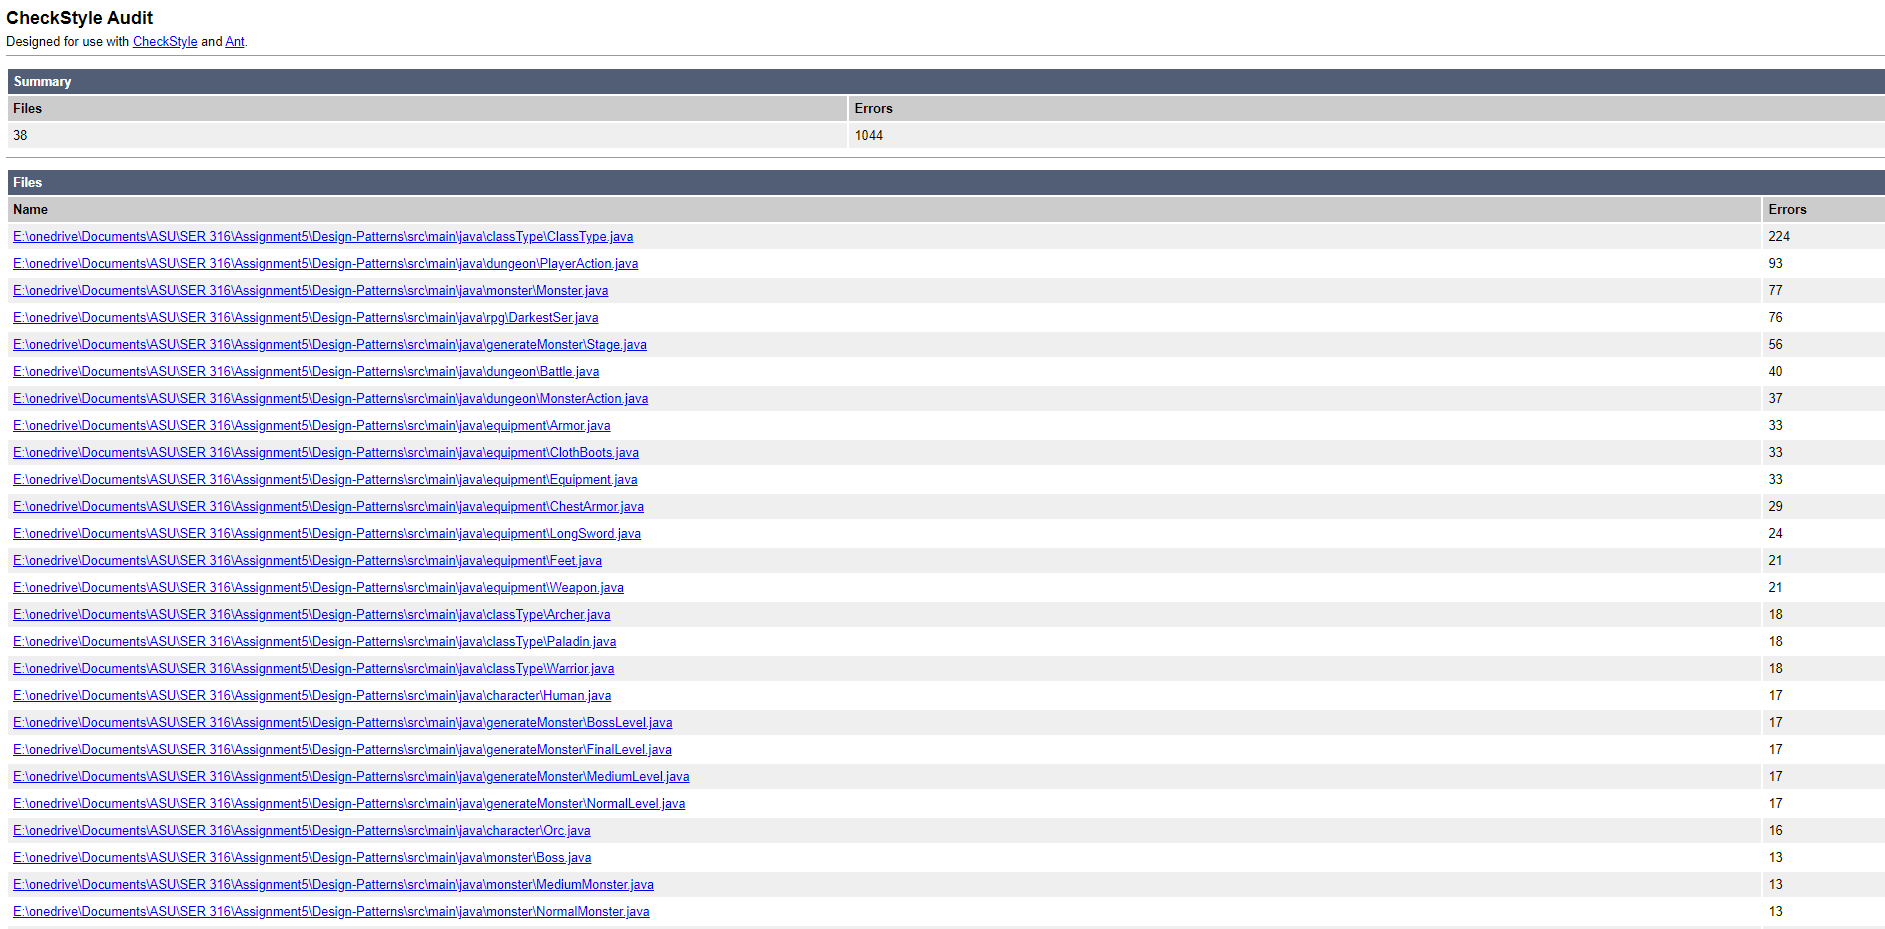 CheckStyle Audit
Designed for use with CheckStyle and Ant.
Summary
Files Errors
38 1044
Files
Name Errors
E:\onedrive\Documents\ASU\SER 316\Assignment5\Design-Patterns\src\main\java\classType\ClassType.java 224
E:\onedrive\Documents\ASU\SER 316\Assignment5\Design-Patterns\src\main\java\dungeon\PlayerAction.java 93
E:\onedrive\Documents\ASU\SER 316\Assignment5\Design-Patterns\src\main\java\monster\Monster.java 77
E:\onedrive\Documents\ASU\SER 316\Assignment5\Design-Patterns\src\main\java\rpg\DarkestSer.java 76
E:\onedrive\Documents\ASU\SER 316\Assignment5\Design-Patterns\src\main\java\generateMonster\Stage.java 56
E:\onedrive\Documents\ASU\SER 316\Assignment5\Design-Patterns\src\main\java\dungeon\Battle.java 40
E:\onedrive\Documents\ASU\SER 316\Assignment5\Design-Patterns\src\main\java\dungeon\MonsterAction.java 37
E:\onedrive\Documents\ASU\SER 316\Assignment5\Design-Patterns\src\main\java\equipment\Armor.java 33
E:\onedrive\Documents\ASU\SER 316\Assignment5\Design-Patterns\src\main\java\equipment\ClothBoots.java 33
E:\onedrive\Documents\ASU\SER 316\Assignment5\Design-Patterns\src\main\java\equipment\Equipment.java 33
E:\onedrive\Documents\ASU\SER 316\Assignment5\Design-Patterns\src\main\java\equipment\ChestArmor.java 29
E:\onedrive\Documents\ASU\SER 316\Assignment5\Design-Patterns\src\main\java\equipment\LongSword.java 24
E:\onedrive\Documents\ASU\SER 316\Assignment5\Design-Patterns\src\main\java\equipment\Feet.java 21
E:\onedrive\Documents\ASU\SER 316\Assignment5\Design-Patterns\src\main\java\equipment\Weapon.java 21
E:\onedrive\Documents\ASU\SER 316\Assignment5\Design-Patterns\src\main\java\classType\Archer.java 18
E:\onedrive\Documents\ASU\SER 316\Assignment5\Design-Patterns\src\main\java\classType\Paladin.java 18
E:\onedrive\Documents\ASU\SER 316\Assignment5\Design-Patterns\src\main\java\classType\Warrior.java 18
E:\onedrive\Documents\ASU\SER 316\Assignment5\Design-Patterns\src\main\java\character\Human.java 17
E:\onedrive\Documents\ASU\SER 316\Assignment5\Design-Patterns\src\main\java\generateMonster\BossLevel.java 17
E:\onedrive\Documents\ASU\SER 316\Assignment5\Design-Patterns\src\main\java\generateMonster\FinalLevel.java 17
E:\onedrive\Documents\ASU\SER 316\Assignment5\Design-Patterns\src\main\java\generateMonster\MediumLevel.java 17
E:\onedrive\Documents\ASU\SER 316\Assignment5\Design-Patterns\src\main\java\generateMonster\NormalLevel.java 17
E:\onedrive\Documents\ASU\SER 316\Assignment5\Design-Patterns\src\main\java\character\Orc.java 16
E:\onedrive\Documents\ASU\SER 316\Assignment5\Design-Patterns\src\main\java\monster\Boss.java 13
E:\onedrive\Documents\ASU\SER 316\Assignment5\Design-Patterns\src\main\java\monster\MediumMonster.java 13
E:\onedrive\Documents\ASU\SER 316\Assignment5\Design-Patterns\src\main\java\monster\NormalMonster.java 13